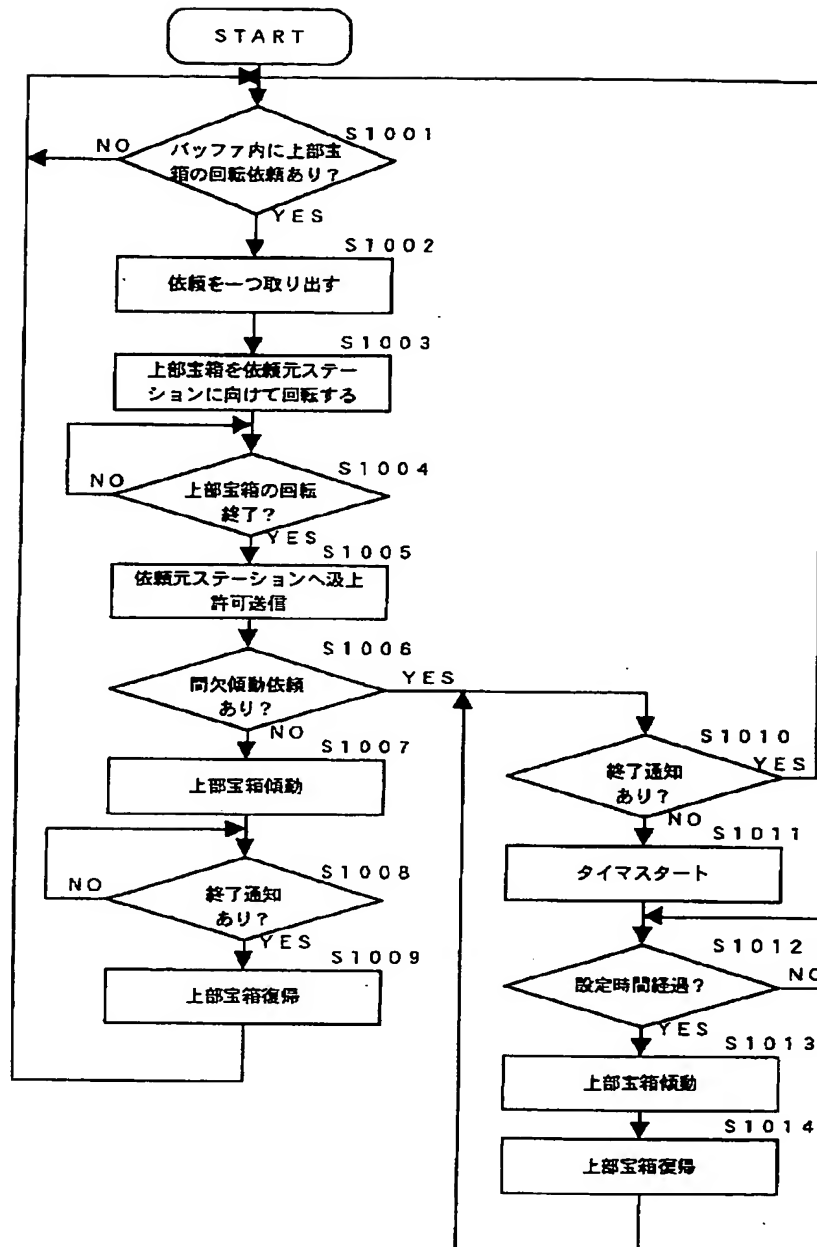 START
S1001
NO
バッファ内に上部宝
箱の回転依頼あり?
YES
S1002
依頼を一つ取り出す
S1003
上部宝箱を依頼元ステー
ションに向けて回転する
S1004
NO
上部宝箱の回転
終了?
YES
S1005
依頼元ステーションへ汲上
許可送信
S1006
間欠傾動依頼
あり?
YES
NO
S1007
上部宝箱傾動
S1008
NO
終了通知
あり?
YES
S1009
上部宝箱復帰
S1010
終了通知
あり?
YES
NO
S1011
タイマスタート
S1012
設定時間経過?
NO
YES
S1013
上部宝箱傾動
S1014
上部宝箱復帰